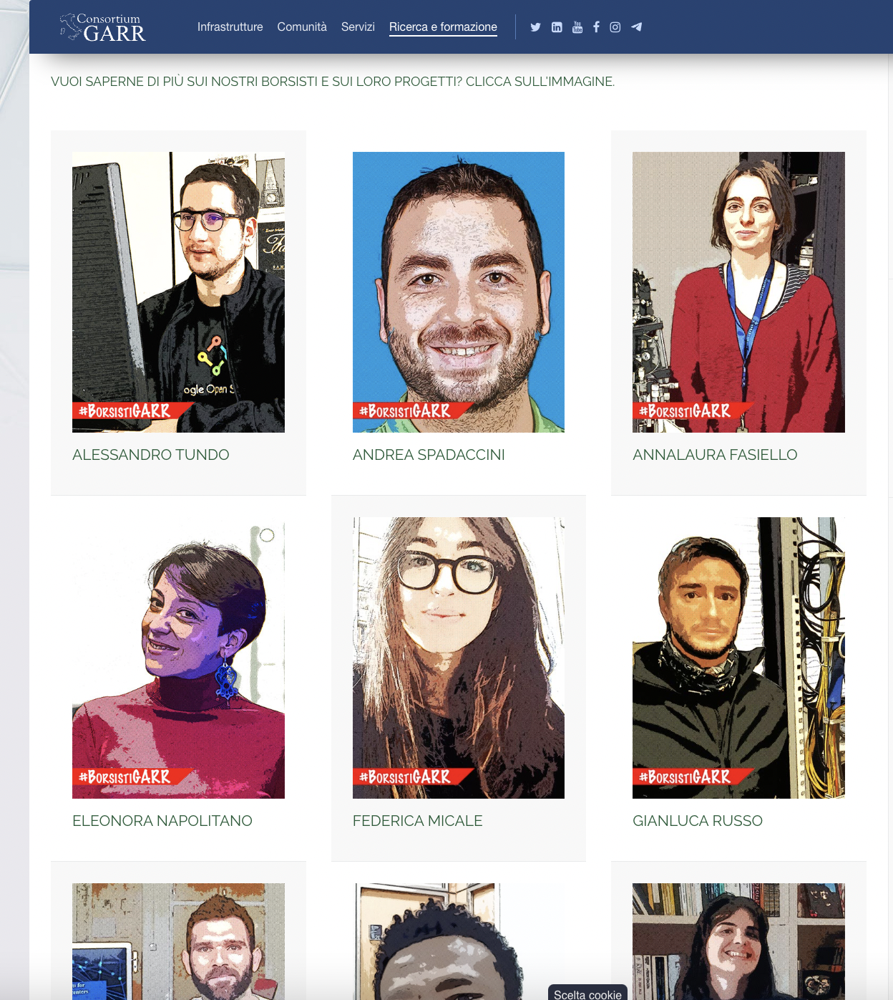 Consortium
GARR
Infrastrutture Comunità Servizi Ricerca e formazione
VUOI SAPERNE DI PIÙ SUI NOSTRI BORSISTI E SUI LORO PROGETTI? CLICCA SULL'IMMAGINE.
ogle Open S
#BORSISTIGARR
#BORSISTIGARR
#BORSISTIGARR
ALESSANDRO TUNDO
ANDREA SPADACCINI
ANNALAURA FASIELLO
#BORSISTIGARR
#BORSISTIGARR
#BORSISTIGARR
ELEONORA NAPOLITANO
FEDERICA MICALE
GIANLUCA RUSSO
Scelta cookie